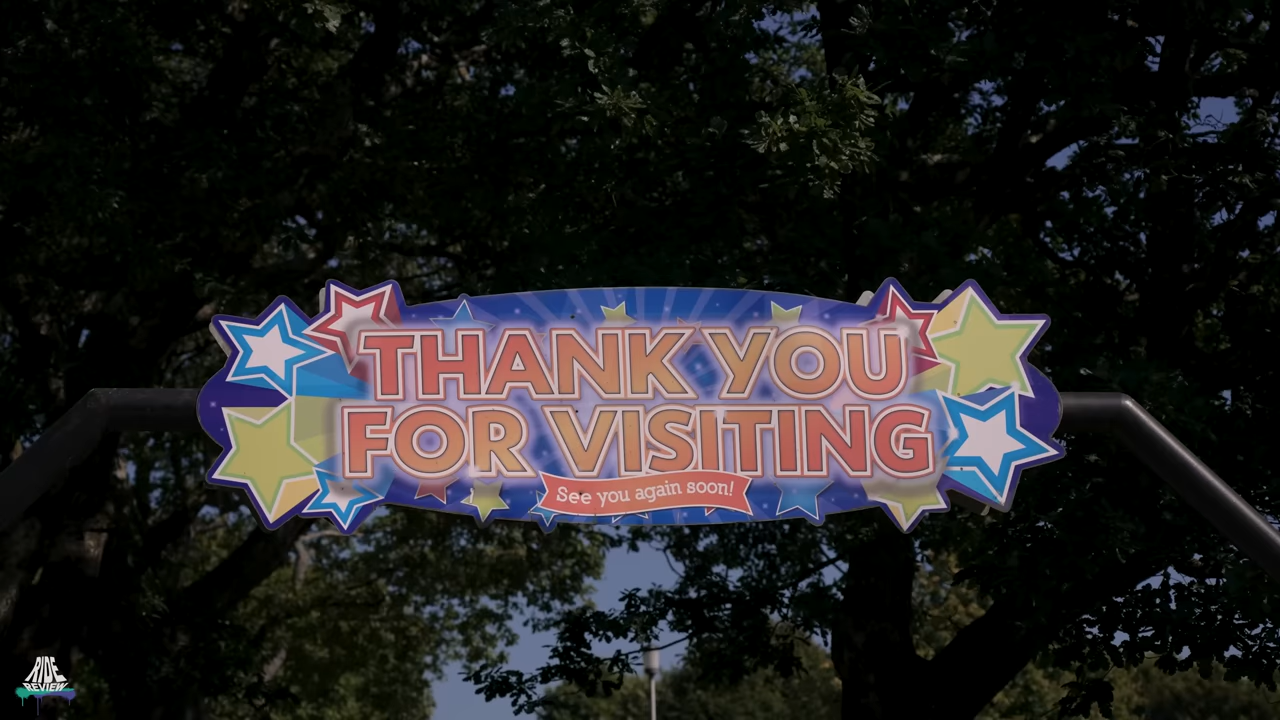 THANK YOU
FOR VISITING
See you again soon!
RIDE
REVIEW